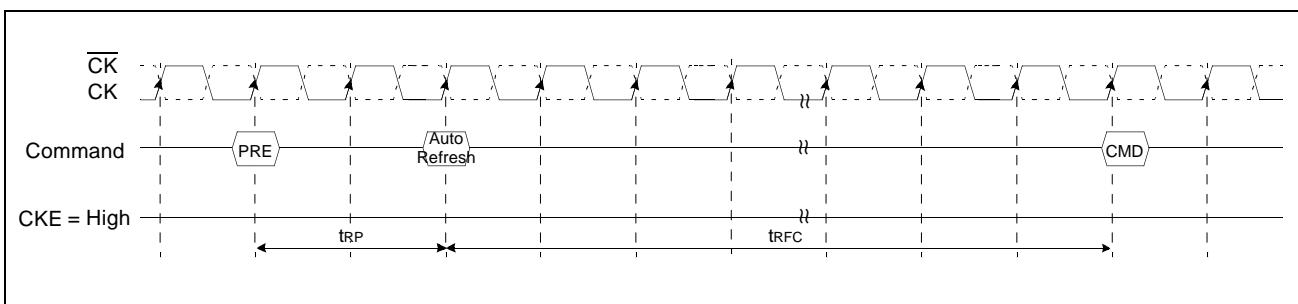 CK
CK
Command
PRE
Auto
Refresh
CMD
CKE = High
tRP
tRFC